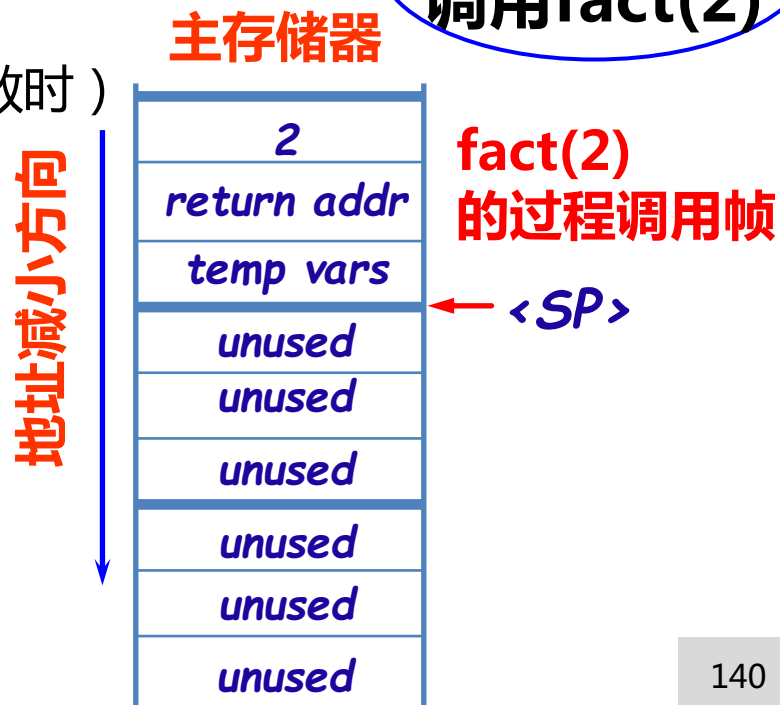 调用fact(2)
主存储器
放时）
地址减小方向
2
return addr
temp vars
unused
unused
unused
unused
unused
unused
fact(2)
的过程调用帧
<SP>
140